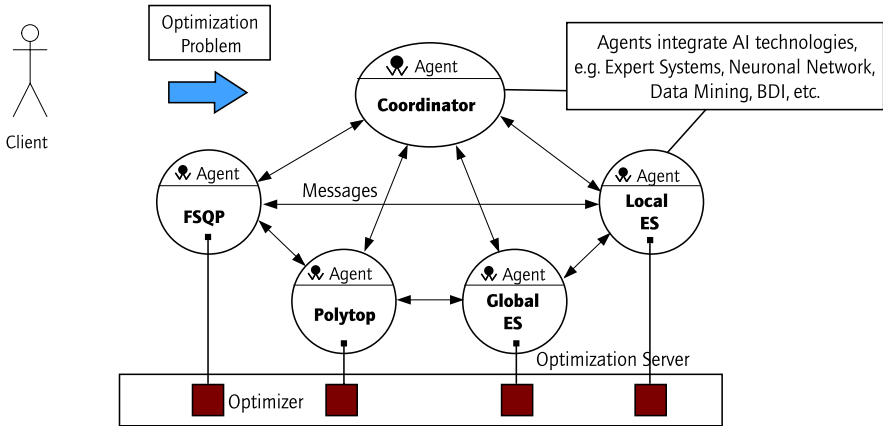 Optimization
Problem
Agents integrate AI technologies,
e.g. Expert Systems, Neuronal Network,
Data Mining, BDI, etc.
Agent
Coordinator
Client
Agent
FSQP
Messages
Agent
Local
ES
Agent
Polytop
Agent
Global
ES
Optimization Server
Optimizer